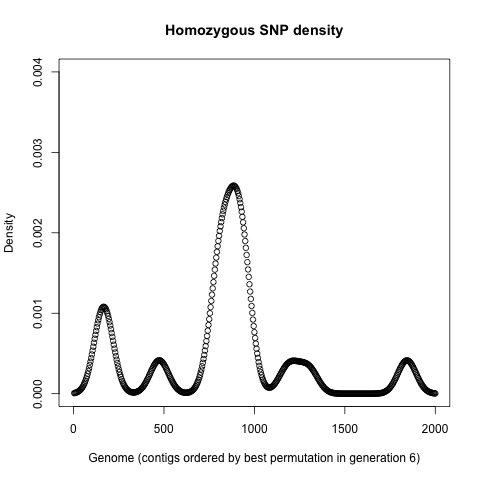 Homozygous SNP density
0.004
0.003
0.002
0.001
0.000
Density
0 500 1000 1500 2000
Genome (contigs ordered by best permutation in generation 6)